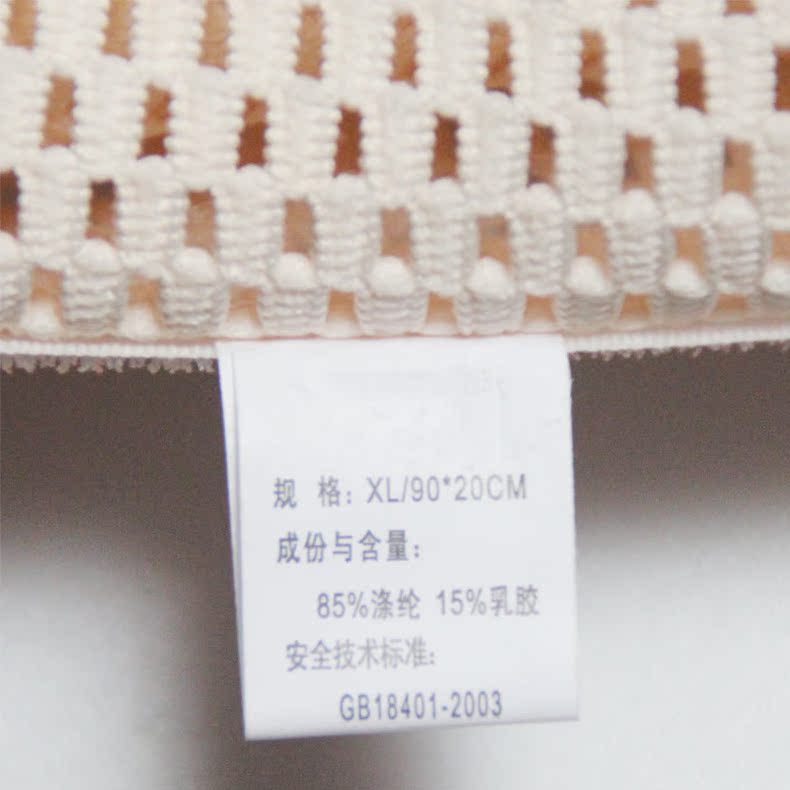 规 格: XL/90*20CM
成份与含量:
85%涤纶 15%乳胶
安全技术标准:
GB18401-2003